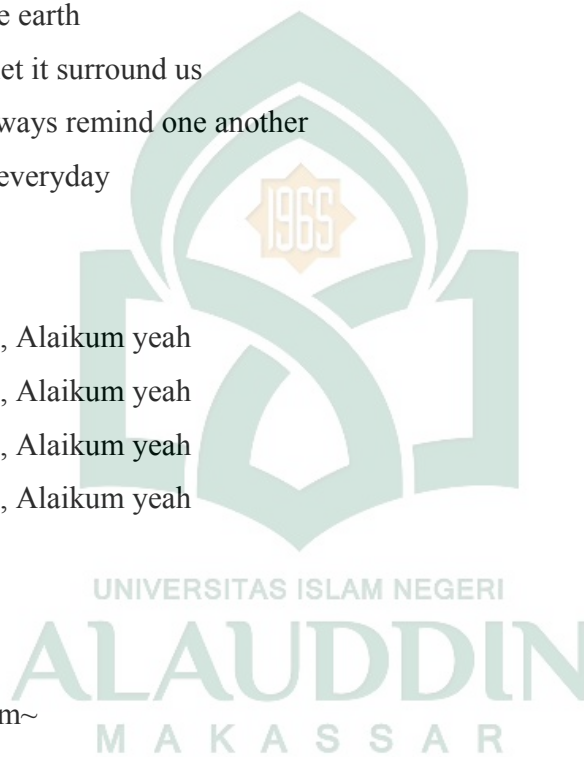 e earth
et it surround us
ways remind one another
everyday
1965
, Alaikum yeah
, Alaikum yeah
, Alaikum yeah
, Alaikum yeah
UNIVERSITAS ISLAM NEGERI
ALAUDDIN
m~
MAKASSAR